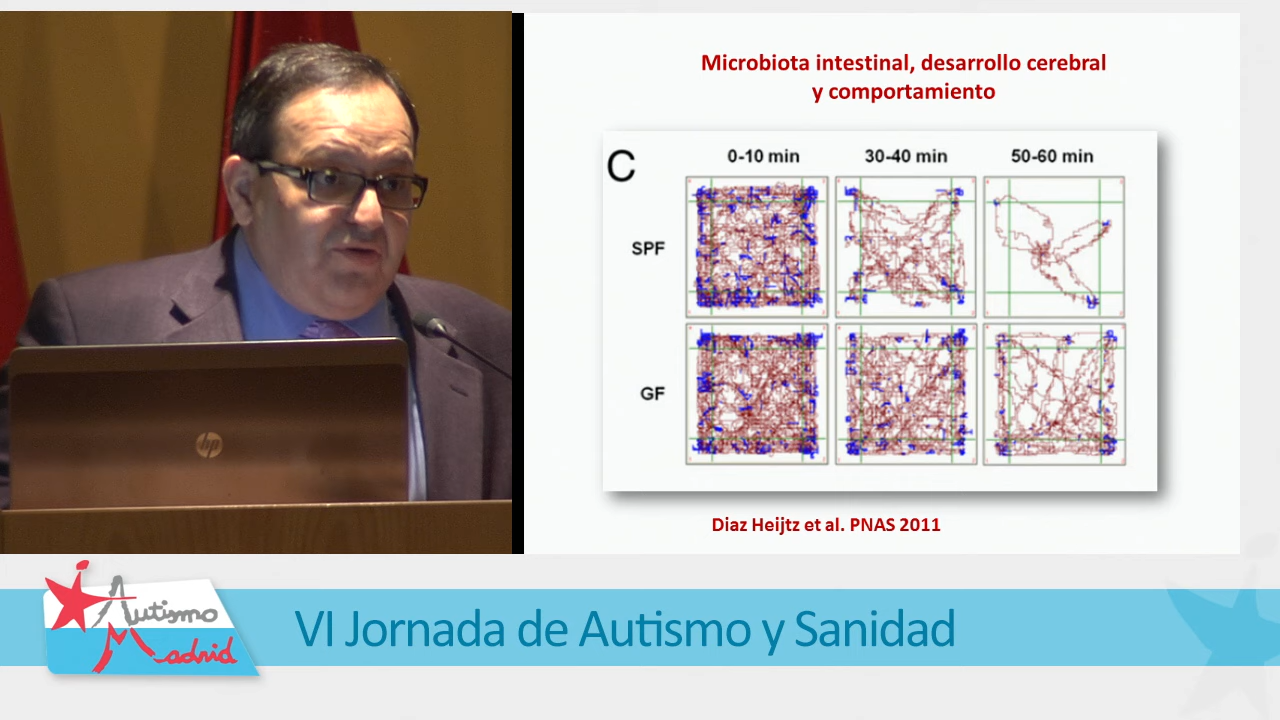 Microbiota intestinal, desarrollo cerebral
y comportamiento
C
0-10 min
30-40 min
50-60 min
SPF
GF
Diaz Heijtz et al. PNAS 2011
hp
Autismo
Madrid
VI Jornada de Autismo y Sanidad